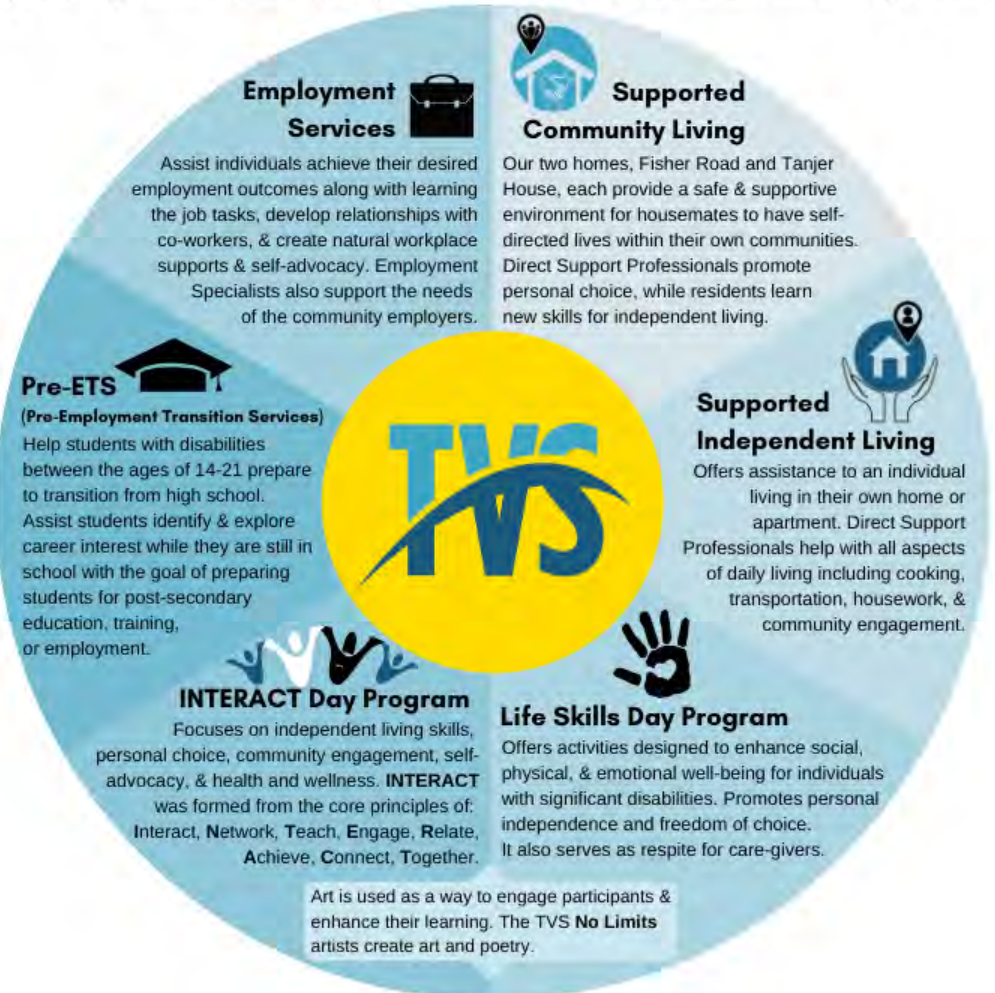 Employment
Services
Assist individuals achieve their desired
employment outcomes along with learning
the job tasks, develop relationships with
co-workers, & create natural workplace
supports & self-advocacy. Employment
Specialists also support the needs
of the community employers.
Supported
Community Living
Our two homes, Fisher Road and Tanjer
House, each provide a safe & supportive
environment for housemates to have self-
directed lives within their own communities.
Direct Support Professionals promote
personal choice, while residents learn
new skills for independent living.
Pre-ETS
(Pre-Employment Transition Services)
Help students with disabilities
between the ages of 14-21 prepare
to transition from high school.
Assist students identify & explore
career interest while they are still in
school with the goal of preparing
students for post-secondary
education, training,
or employment.
TVS
Supported
Independent Living
Offers assistance to an individual
living in their own home or
apartment. Direct Support
Professionals help with all aspects
of daily living including cooking,
transportation, housework, &
community engagement.
INTERACT Day Program
Focuses on independent living skills,
personal choice, community engagement, self-
advocacy, & health and wellness. INTERACT
was formed from the core principles of:
Interact, Network, Teach, Engage, Relate,
Achieve, Connect, Together.
Life Skills Day Program
Offers activities designed to enhance social,
physical, & emotional well-being for individuals
with significant disabilities. Promotes personal
independence and freedom of choice.
It also serves as respite for care-givers.
Art is used as a way to engage participants &
enhance their learning. The TVS No Limits
artists create art and poetry.